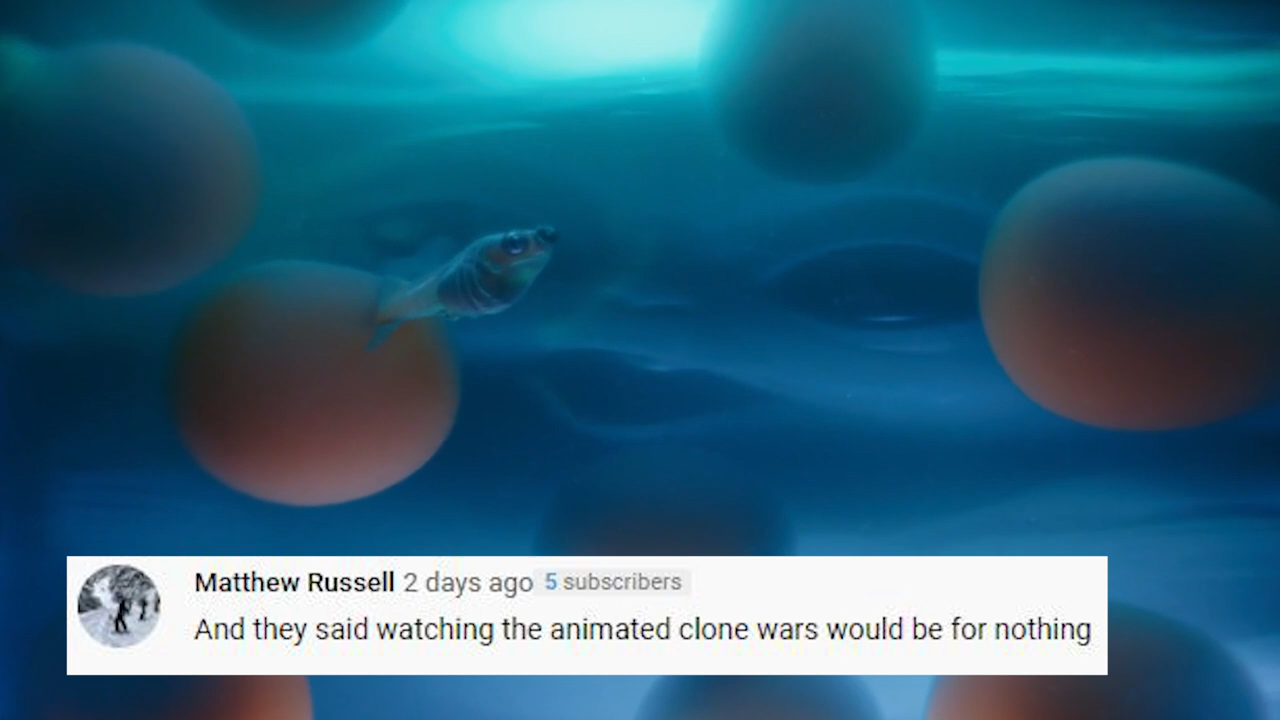 Matthew Russell 2 days ago 5 subscribers
And they said watching the animated clone wars would be for nothing